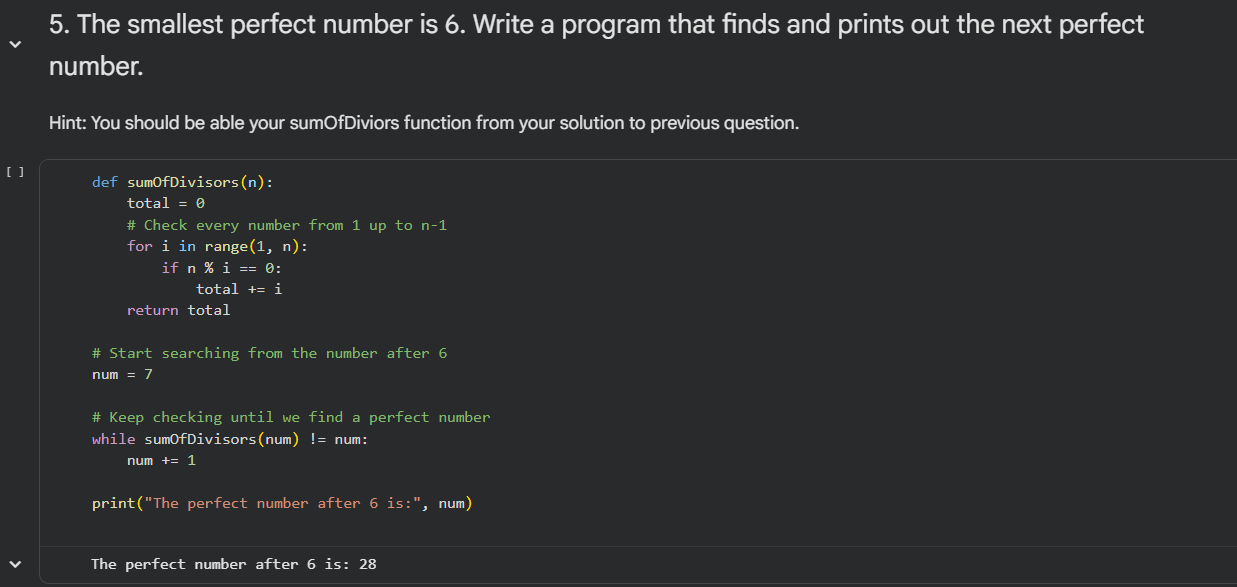 5. The smallest perfect number is 6. Write a program that finds and prints out the next perfect
number.
Hint: You should be able your sumOfDiviors function from your solution to previous question.
[ ]
def sumOfDivisors(n):
    total = 0
    # Check every number from 1 up to n-1
    for i in range(1, n):
        if n % i == 0:
            total += i
    return total
# Start searching from the number after 6
num = 7
# Keep checking until we find a perfect number
while sumOfDivisors(num) != num:
    num += 1
print("The perfect number after 6 is:", num)
The perfect number after 6 is: 28